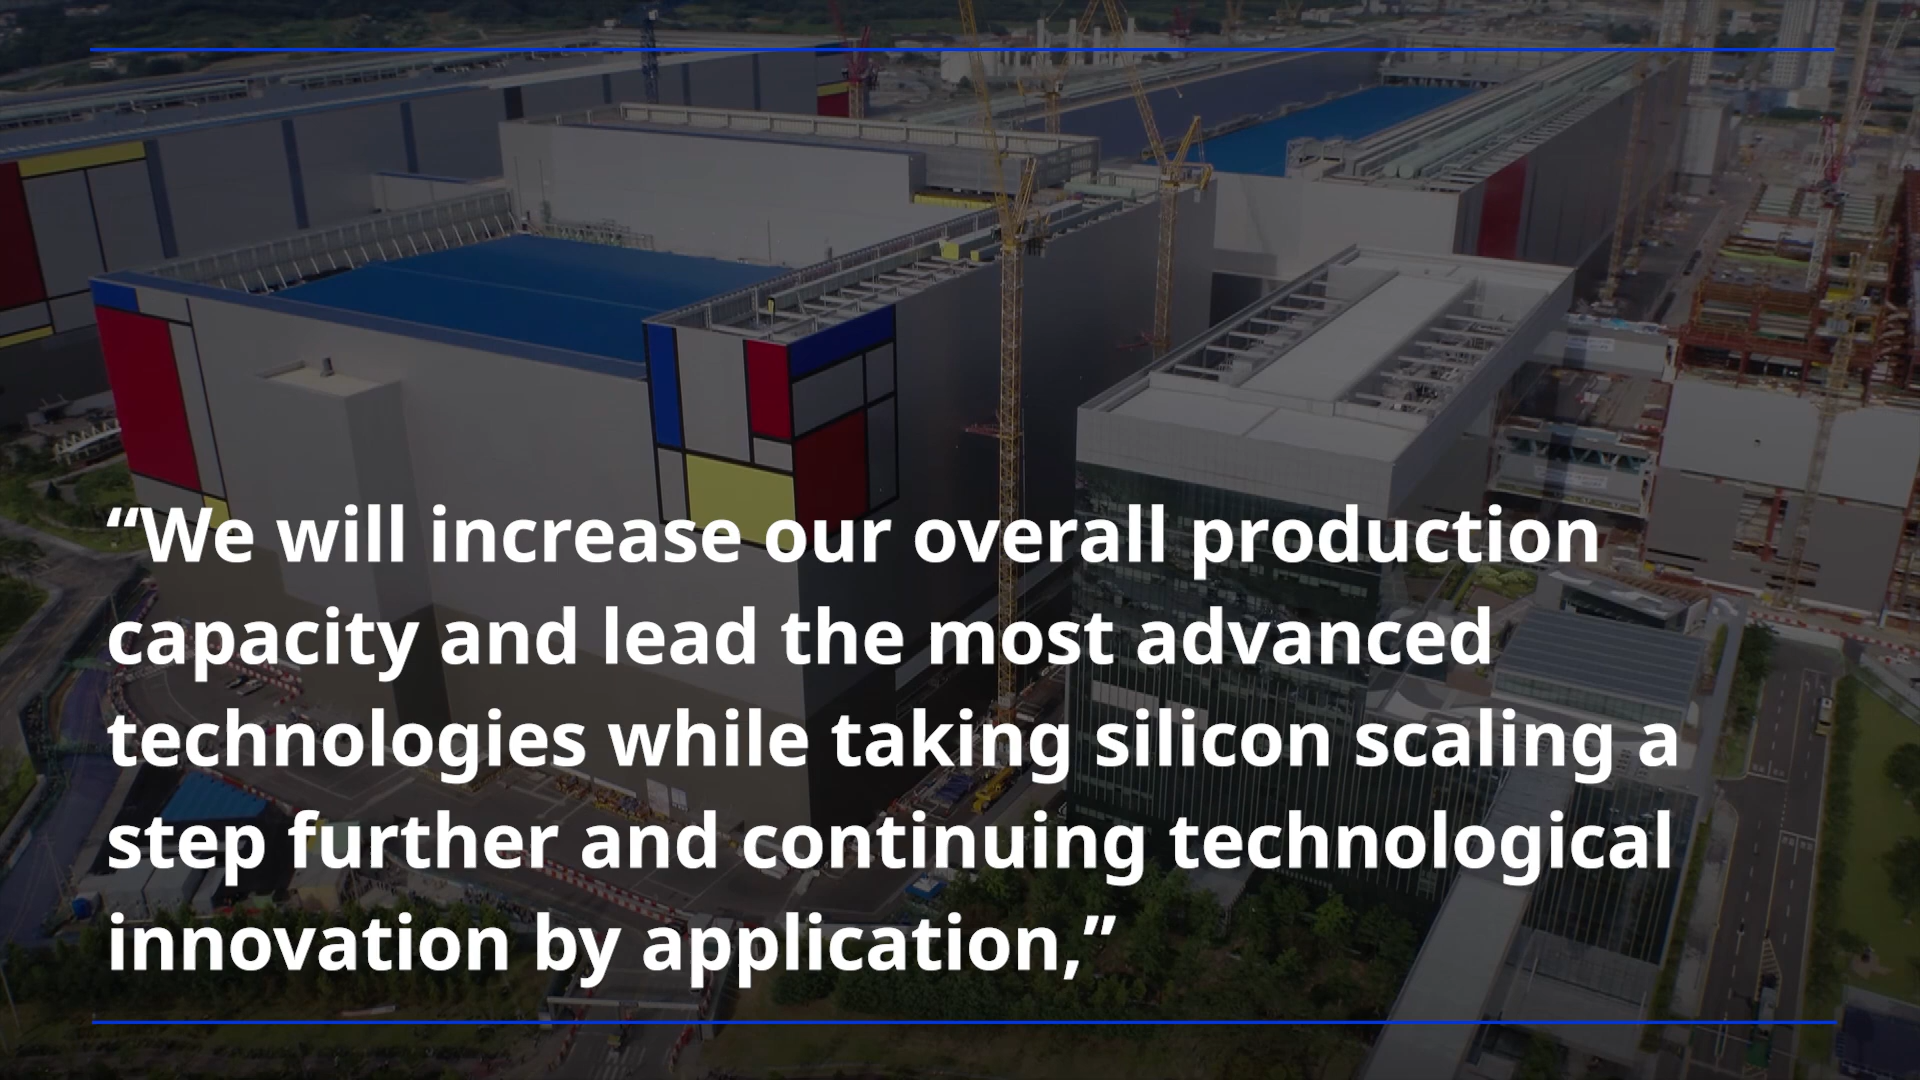 “We will increase our overall production
capacity and lead the most advanced
technologies while taking silicon scaling a
step further and continuing technological
innovation by application,”